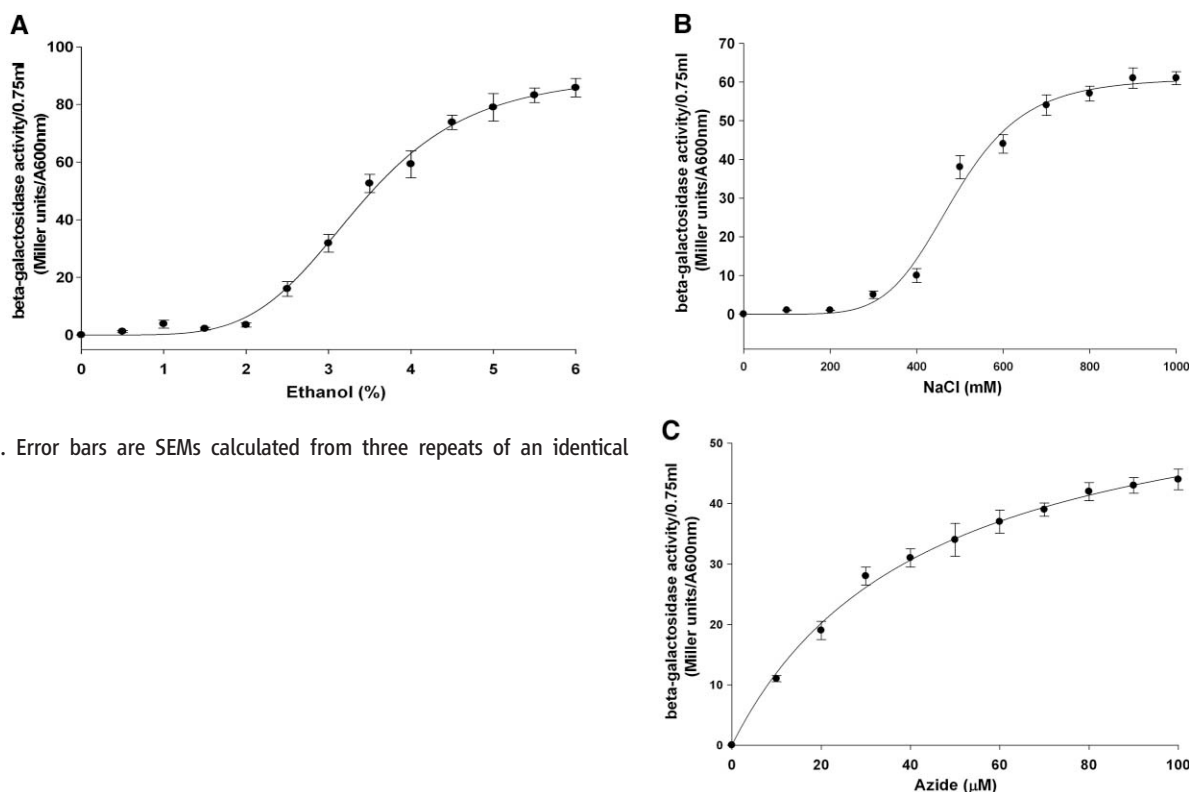 A
100
80
60
40
20
0
beta-galactosidase activity/0.75ml
(Miller units/A600nm)
0 1 2 3 4 5 6
Ethanol (%)
B
70
60
50
40
30
20
10
0
beta-galactosidase activity/0.75ml
(Miller units/A600nm)
0 200 400 600 800 1000
NaCl (mM)
. Error bars are SEMs calculated from three repeats of an identical
C
50
40
30
20
10
0
beta-galactosidase activity/0.75ml
(Miller units/A600nm)
0 20 40 60 80 100
Azide (μM)